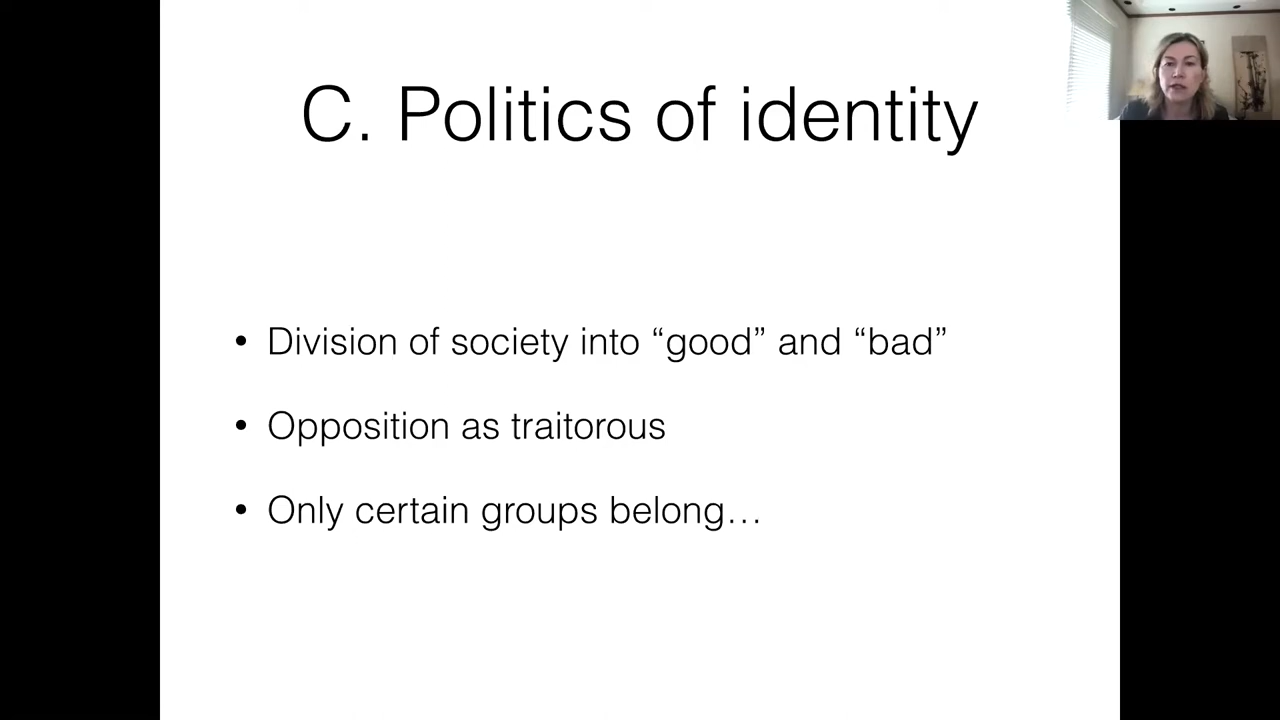 C. Politics of identity
• Division of society into “good” and “bad”
• Opposition as traitorous
• Only certain groups belong…